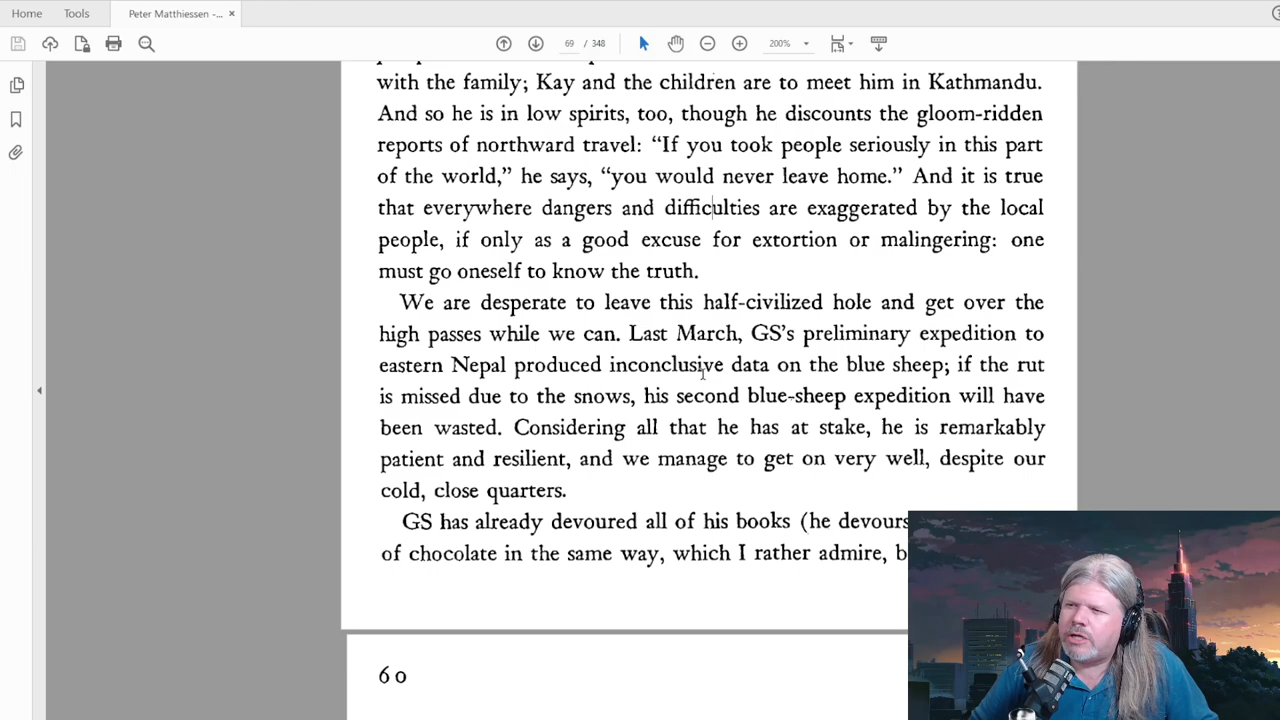 Home
Tools
Peter Matthiessen -...
×
69 / 348
200%
with the family; Kay and the children are to meet him in Kathmandu.
And so he is in low spirits, too, though he discounts the gloom-ridden
reports of northward travel: “If you took people seriously in this part
of the world,” he says, “you would never leave home.” And it is true
that everywhere dangers and difficulties are exaggerated by the local
people, if only as a good excuse for extortion or malingering: one
must go oneself to know the truth.
We are desperate to leave this half-civilized hole and get over the
high passes while we can. Last March, GS’s preliminary expedition to
eastern Nepal produced inconclusive data on the blue sheep; if the rut
is missed due to the snows, his second blue-sheep expedition will have
been wasted. Considering all that he has at stake, he is remarkably
patient and resilient, and we manage to get on very well, despite our
cold, close quarters.
GS has already devoured all of his books (he devours
of chocolate in the same way, which I rather admire,
60